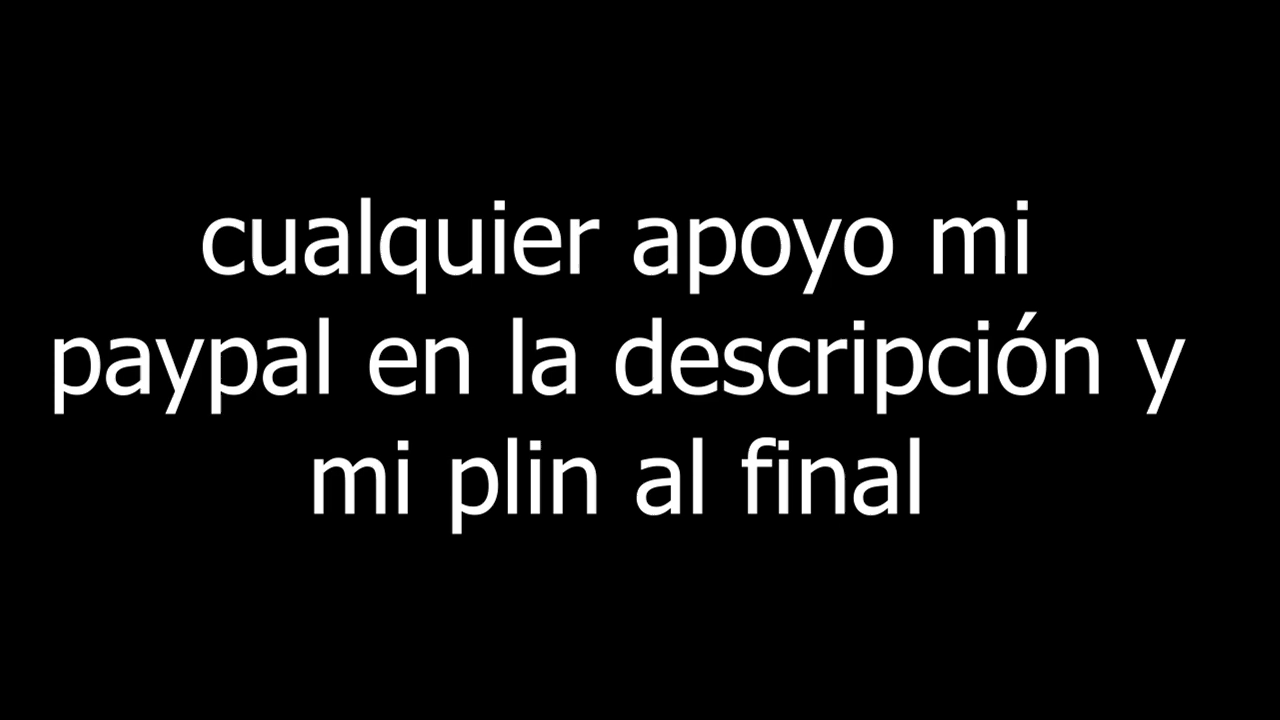 cualquier apoyo mi
paypal en la descripción y
mi plin al final